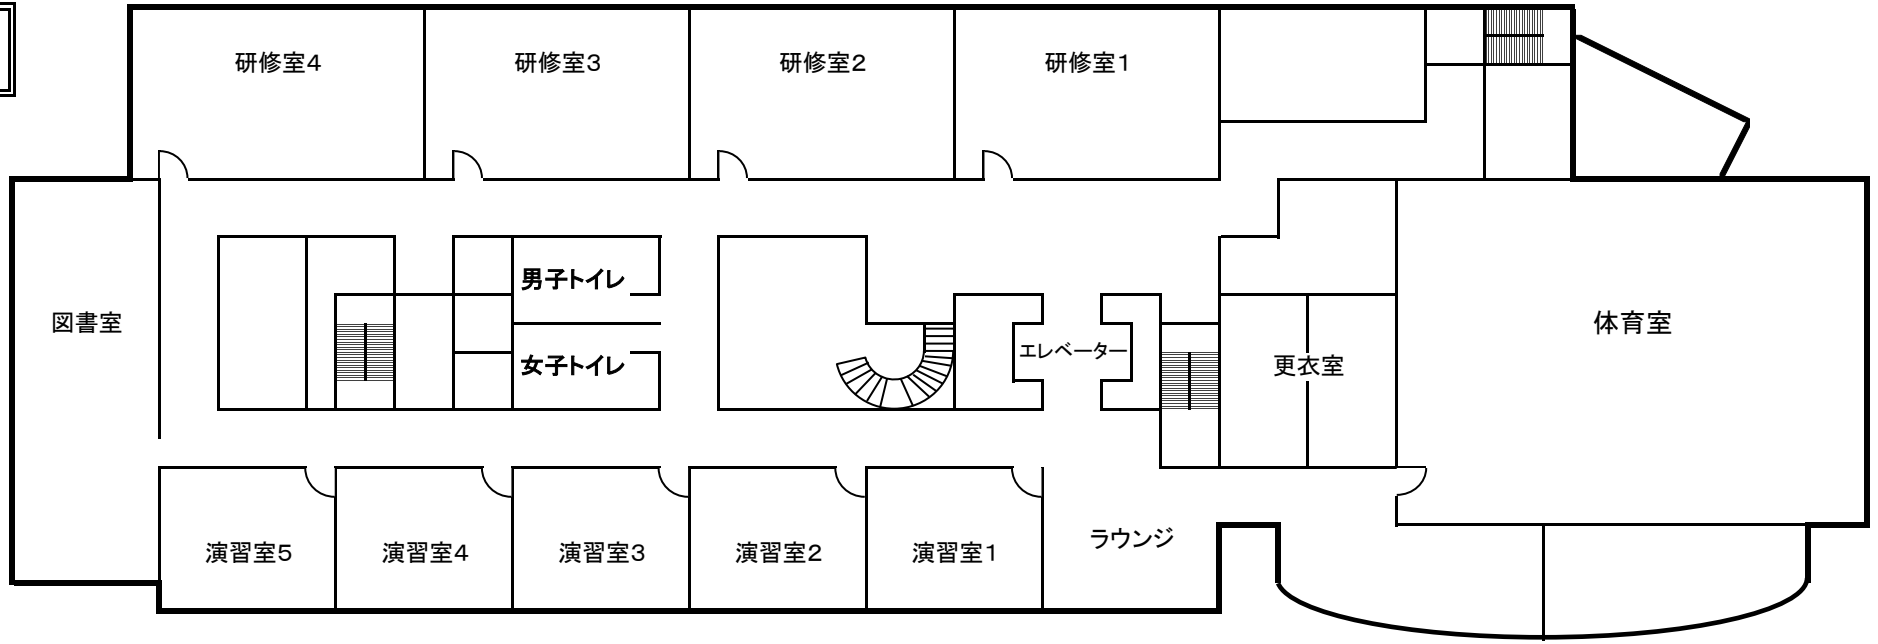 研修室4
研修室3
研修室2
研修室1
男子トイレ
図書室
体育室
エレベーター
女子トイレ
更衣室
ラウンジ
演習室5
演習室4
演習室3
演習室2
演習室1